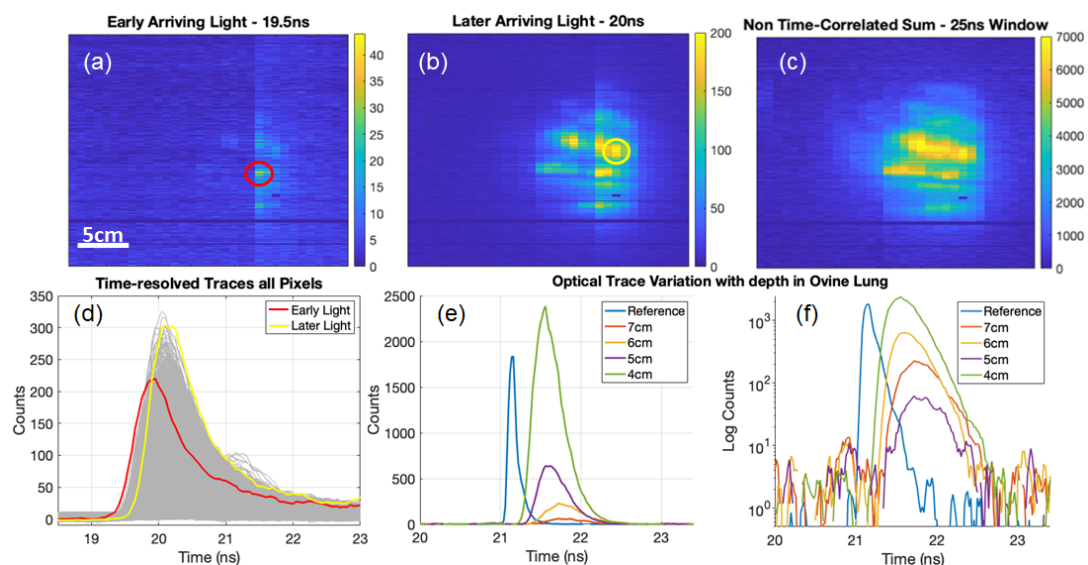 Early Arriving Light - 19.5ns
Later Arriving Light - 20ns
Non Time-Correlated Sum - 25ns Window
(a)
5cm
40
35
30
25
20
15
10
5
0
(b)
200
150
100
50
0
(c)
7000
6000
5000
4000
3000
2000
1000
0
Time-resolved Traces all Pixels
Optical Trace Variation with depth in Ovine Lung
(d)
Early Light
Later Light
350
300
250
200
150
100
50
0
Counts
19
20
21
22
23
Time (ns)
(e)
Reference
7cm
6cm
5cm
4cm
2500
2000
1500
1000
500
0
Counts
20
21
22
23
Time (ns)
(f)
Reference
7cm
6cm
5cm
4cm
10³
10²
10¹
10⁰
Log Counts
20
21
22
23
Time (ns)